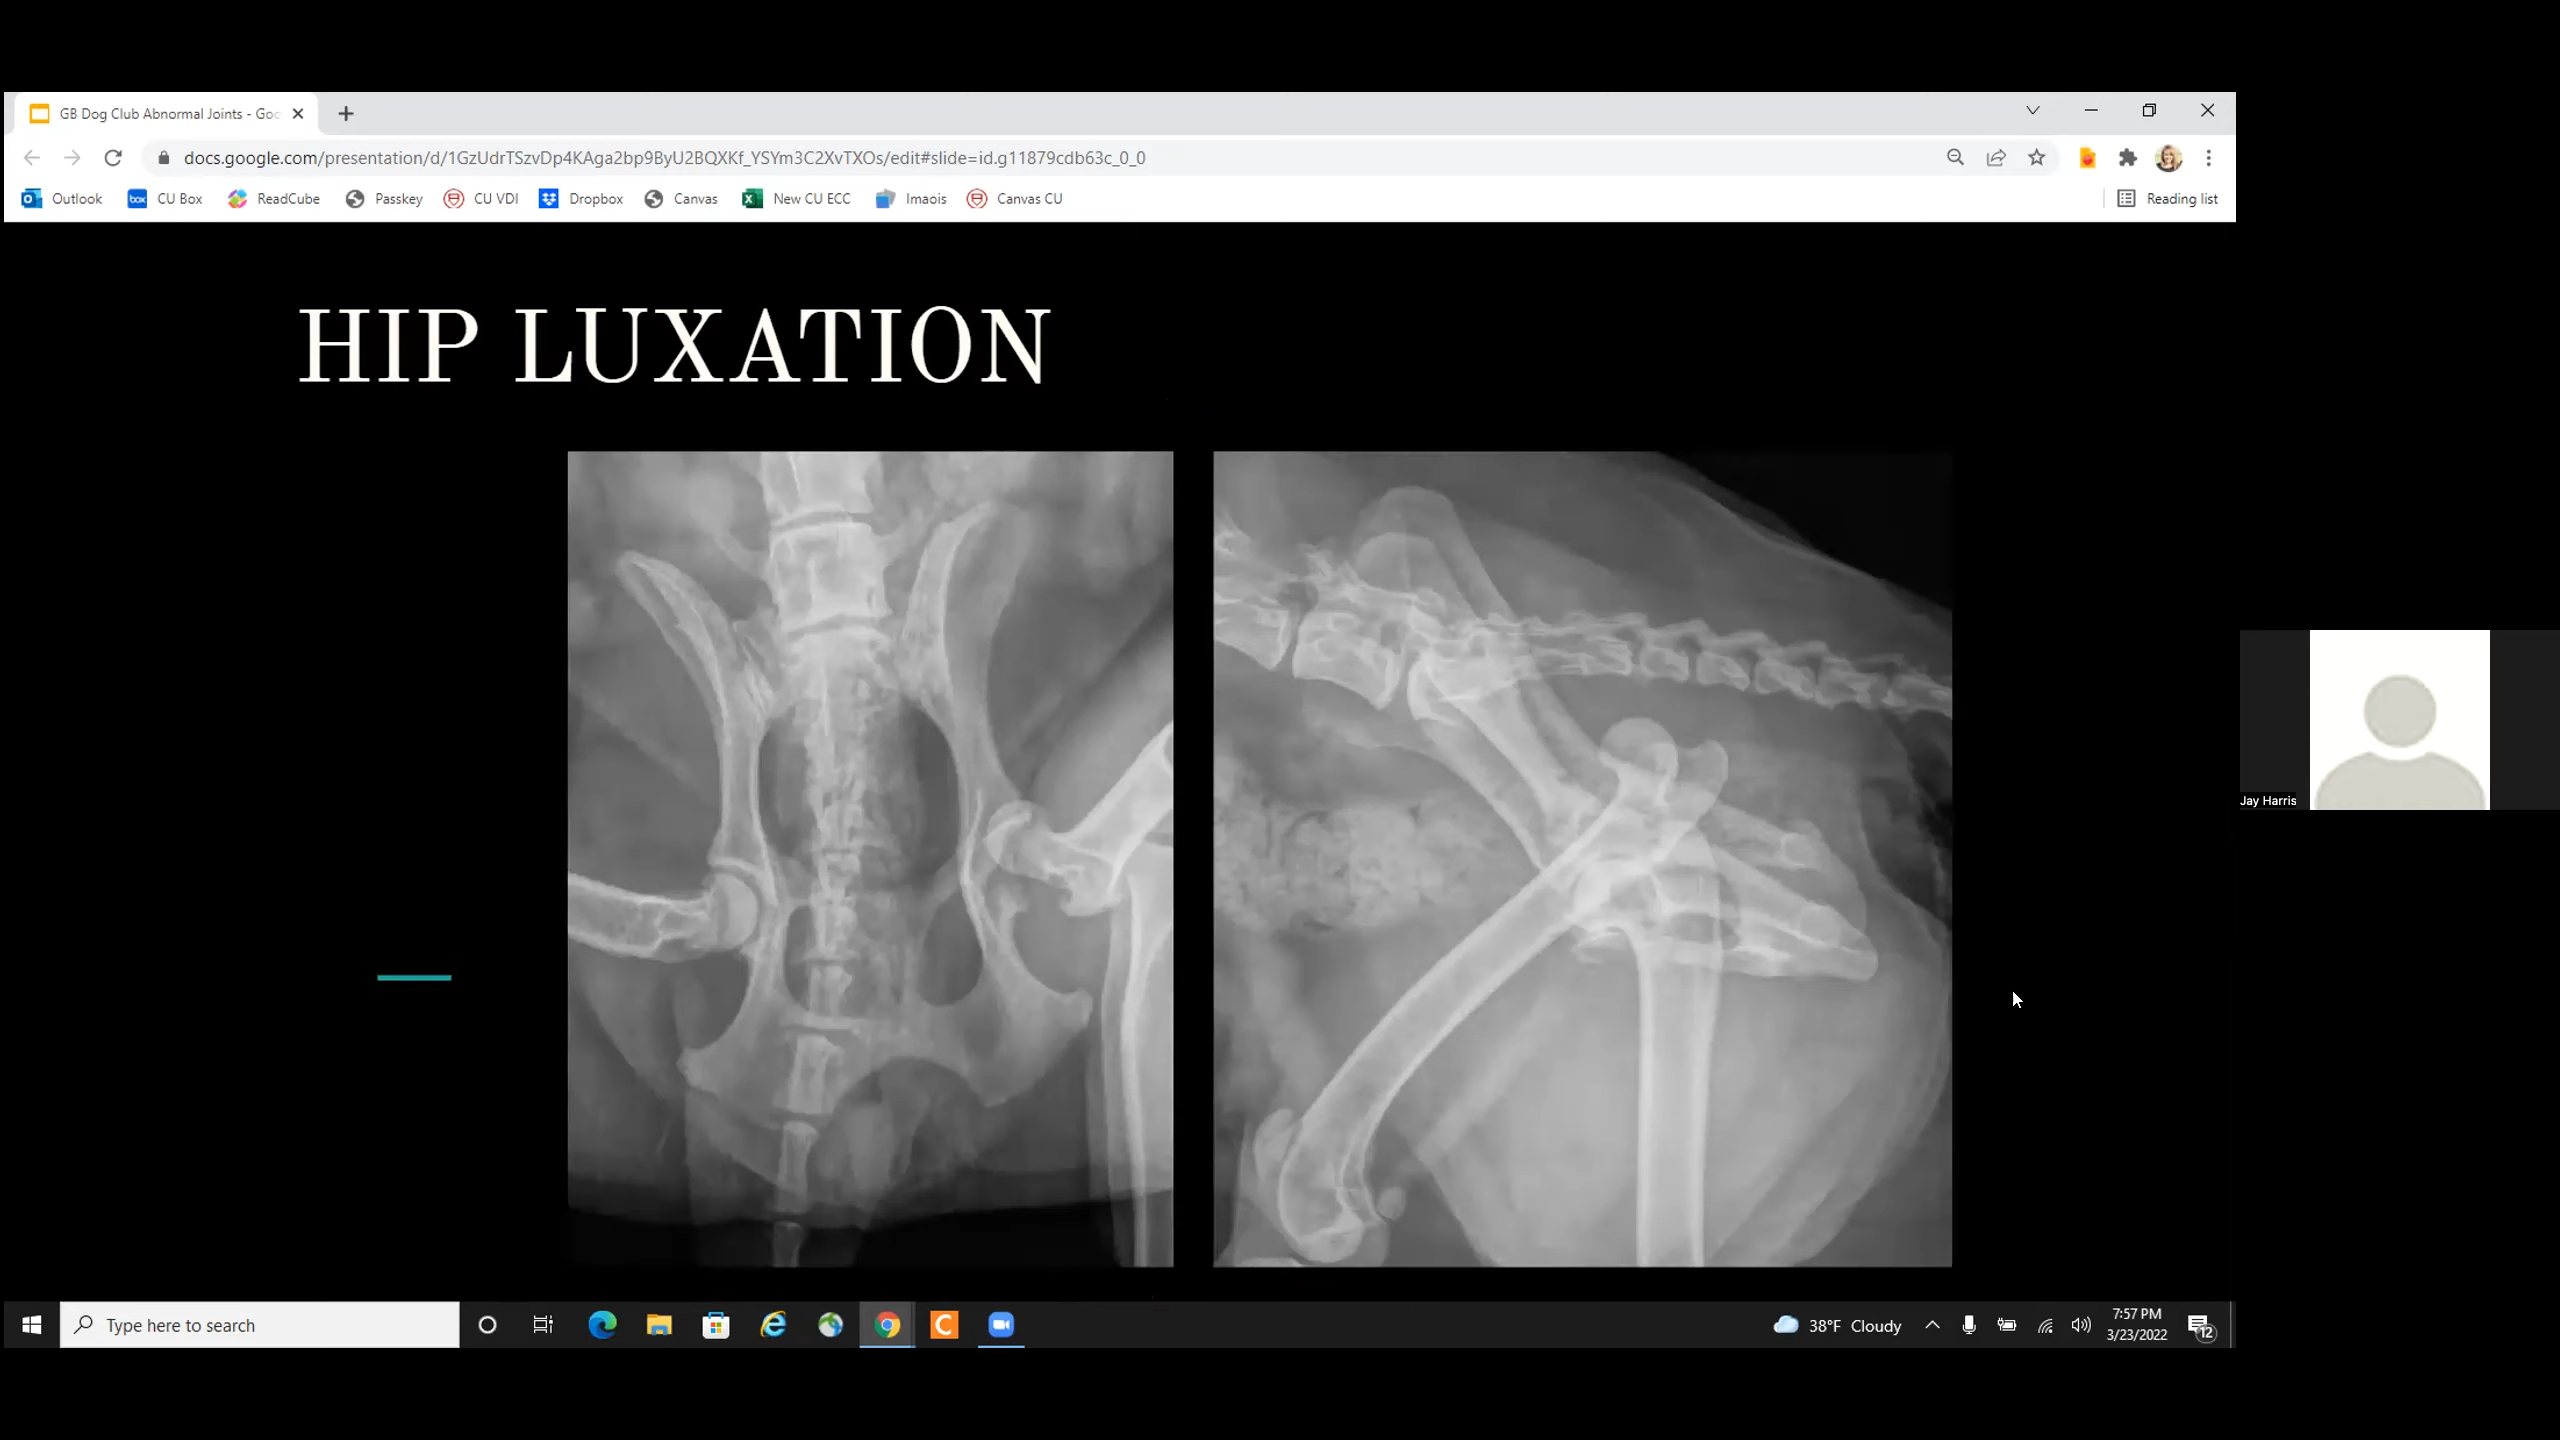 GB Dog Club Abnormal Joints - Goo
docs.google.com/presentation/d/1GzUdrTSzvDp4KAga2bp9ByU2BQXKf_YSYm3C2XvTXOs/edit#slide=id.g11879cdb63c_0_0
Outlook CU Box ReadCube Passkey CU VDI Dropbox Canvas New CU ECC Imaois Canvas CU Reading list
HIP LUXATION
Jay Harris
Type here to search
38°F Cloudy
7:57 PM
3/23/2022
12